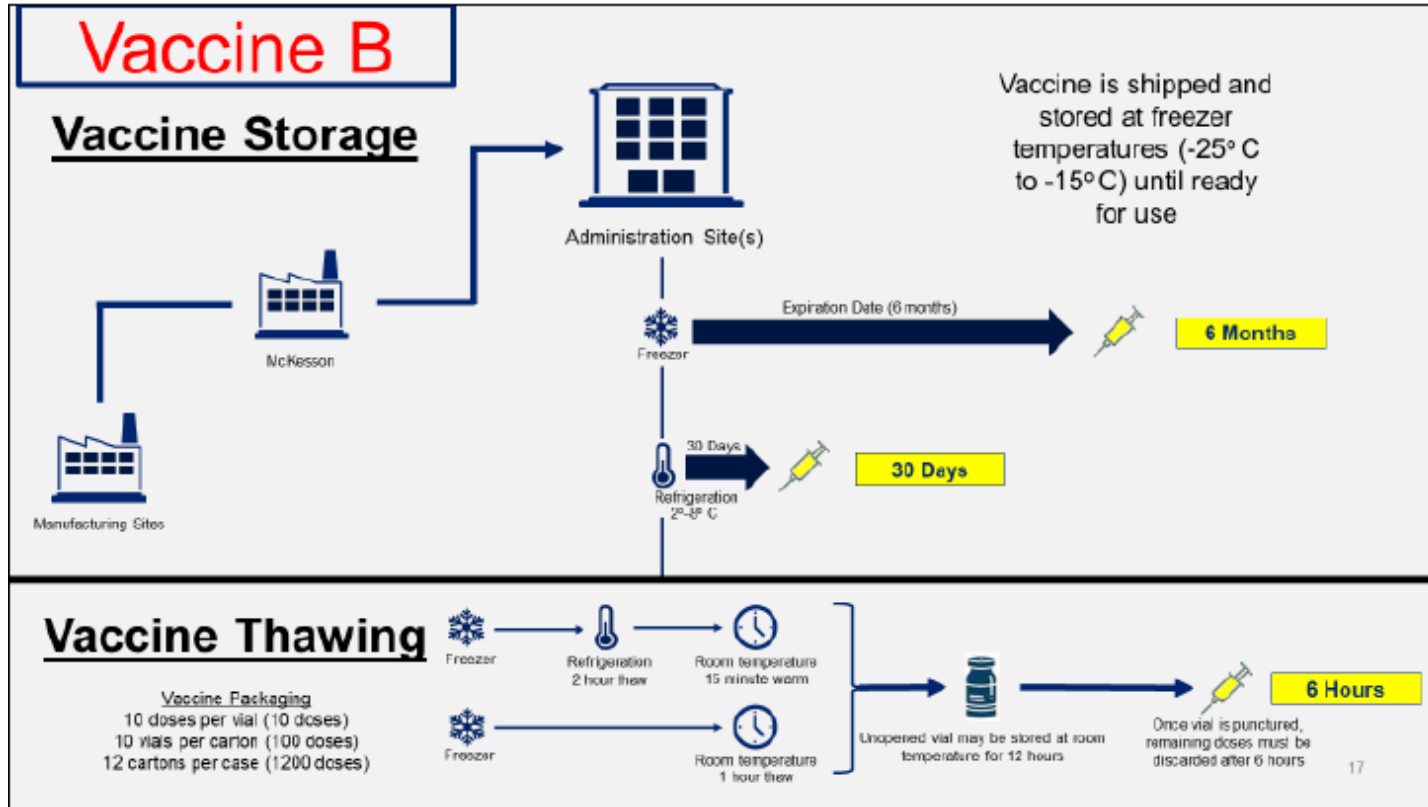 Vaccine B
Vaccine Storage
Vaccine is shipped and
stored at freezer
temperatures (-25° C
to -15°C) until ready
for use
Administration Site(s)
McKesson
Manufacturing Sites
Freezer
Expiration Date (6 months)
6 Months
30 Days
Refrigeration
2°-8° C
30 Days
Vaccine Thawing
Vaccine Packaging
10 doses per vial (10 doses)
10 vials per carton (100 doses)
12 cartons per case (1200 doses)
Freezer
Refrigeration
2 hour thaw
Room temperature
15 minute warm
Freezer
Room temperature
1 hour thaw
Unopened vial may be stored at room
temperature for 12 hours
Once vial is punctured,
remaining doses must be
discarded after 6 hours
6 Hours
17